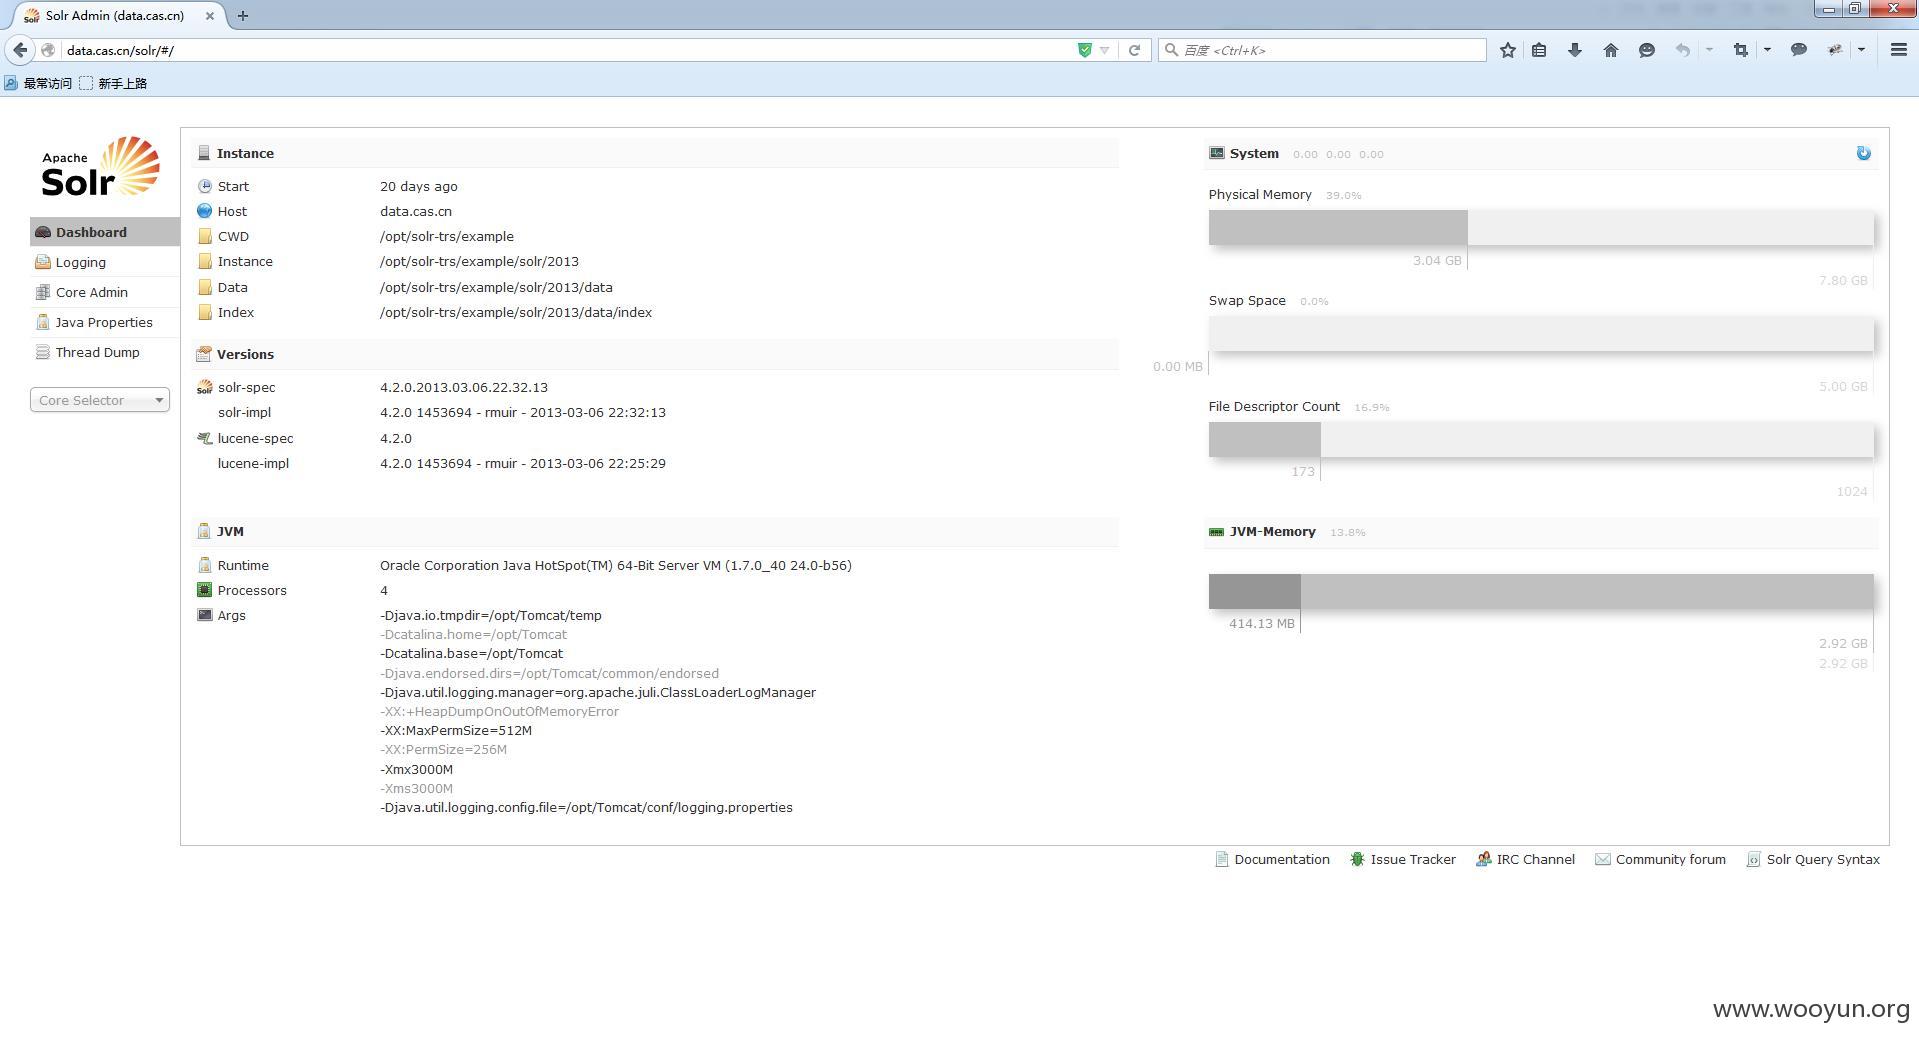 Solr Admin (data.cas.cn)
data.cas.cn/solr/#/
百度 <Ctrl+K>
最常访问 新手上路
Apache
Solr
Dashboard
Logging
Core Admin
Java Properties
Thread Dump
Core Selector
Instance
Start 20 days ago
Host data.cas.cn
CWD /opt/solr-trs/example
Instance /opt/solr-trs/example/solr/2013
Data /opt/solr-trs/example/solr/2013/data
Index /opt/solr-trs/example/solr/2013/data/index
Versions
solr-spec 4.2.0.2013.03.06.22.32.13
solr-impl 4.2.0 1453694 - rmuir - 2013-03-06 22:32:13
lucene-spec 4.2.0
lucene-impl 4.2.0 1453694 - rmuir - 2013-03-06 22:25:29
JVM
Runtime Oracle Corporation Java HotSpot(TM) 64-Bit Server VM (1.7.0_40 24.0-b56)
Processors 4
Args -Djava.io.tmpdir=/opt/Tomcat/temp
-Dcatalina.home=/opt/Tomcat
-Dcatalina.base=/opt/Tomcat
-Djava.endorsed.dirs=/opt/Tomcat/common/endorsed
-Djava.util.logging.manager=org.apache.juli.ClassLoaderLogManager
-XX:+HeapDumpOnOutOfMemoryError
-XX:MaxPermSize=512M
-XX:PermSize=256M
-Xmx3000M
-Xms3000M
-Djava.util.logging.config.file=/opt/Tomcat/conf/logging.properties
System 0.00 0.00 0.00
Physical Memory 39.0%
3.04 GB
7.80 GB
Swap Space 0.0%
0.00 MB
5.00 GB
File Descriptor Count 16.9%
173
1024
JVM-Memory 13.8%
414.13 MB
2.92 GB
2.92 GB
Documentation Issue Tracker IRC Channel Community forum Solr Query Syntax
www.wooyun.org